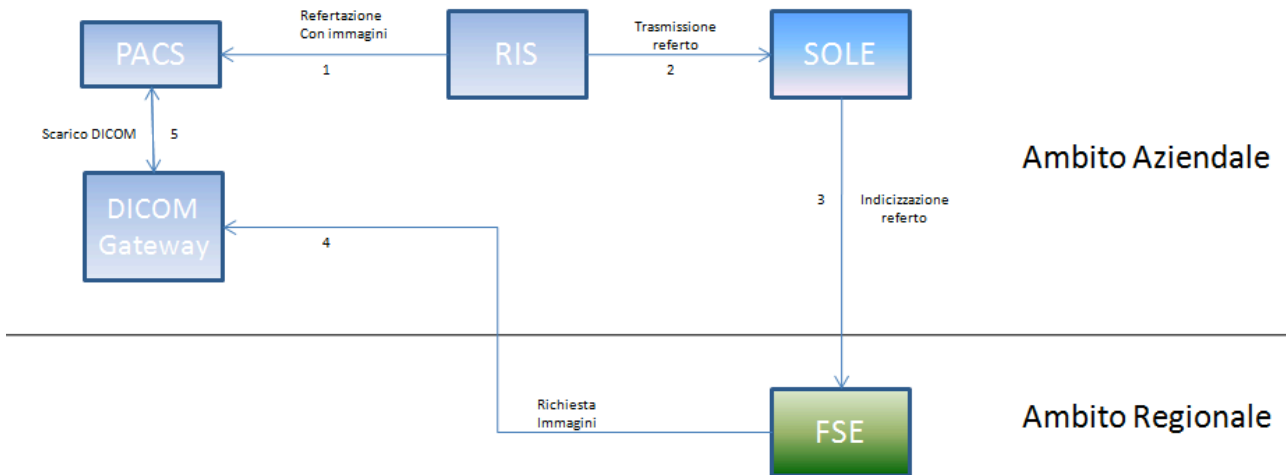 Refertazione
Con immagini
Trasmissione
referto
PACS
RIS
SOLE
1
2
Scarico DICOM
5
Ambito Aziendale
DICOM
Gateway
3
Indicizzazione
referto
4
Richiesta
Immagini
FSE
Ambito Regionale